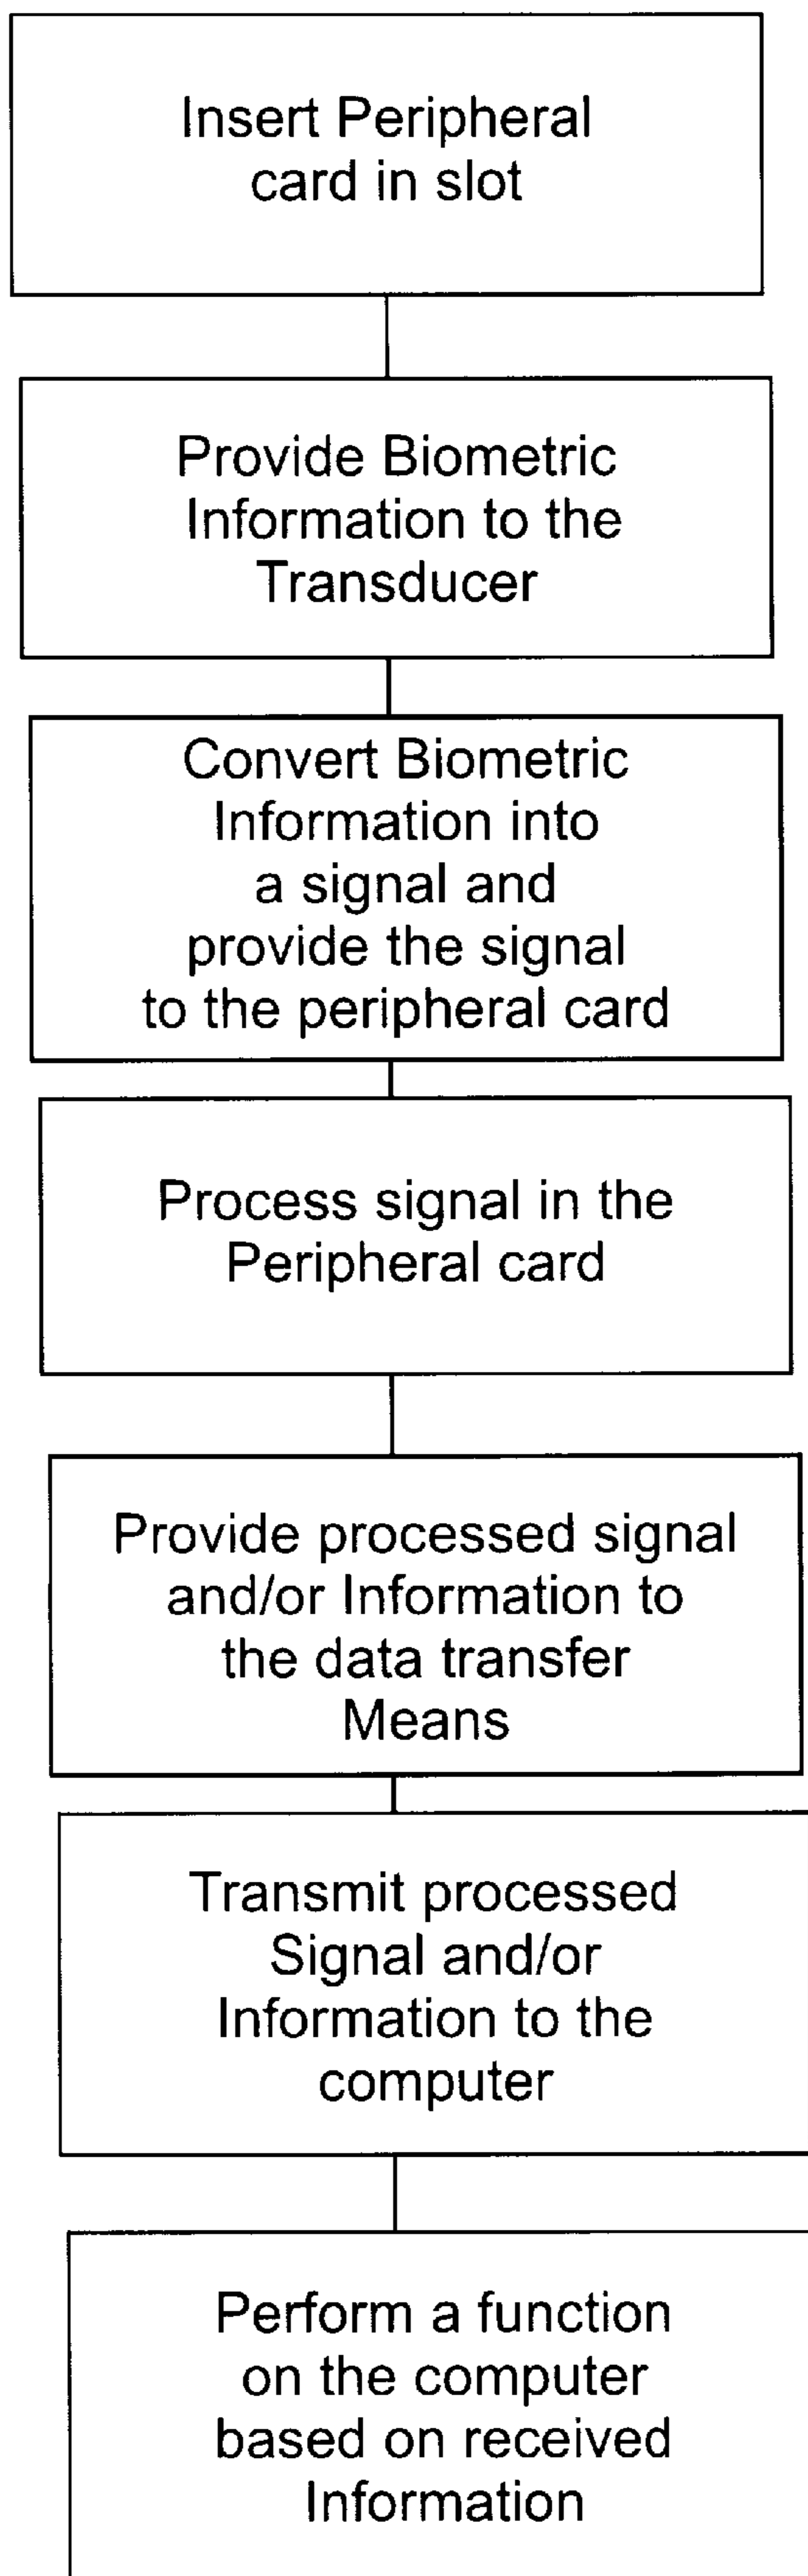 Insert Peripheral
card in slot
Provide Biometric
Information to the
Transducer
Convert Biometric
Information into
a signal and
provide the signal
to the peripheral card
Process signal in the
Peripheral card
Provide processed signal
and/or Information to
the data transfer
Means
Transmit processed
Signal and/or
Information to the
computer
Perform a function
on the computer
based on received
Information